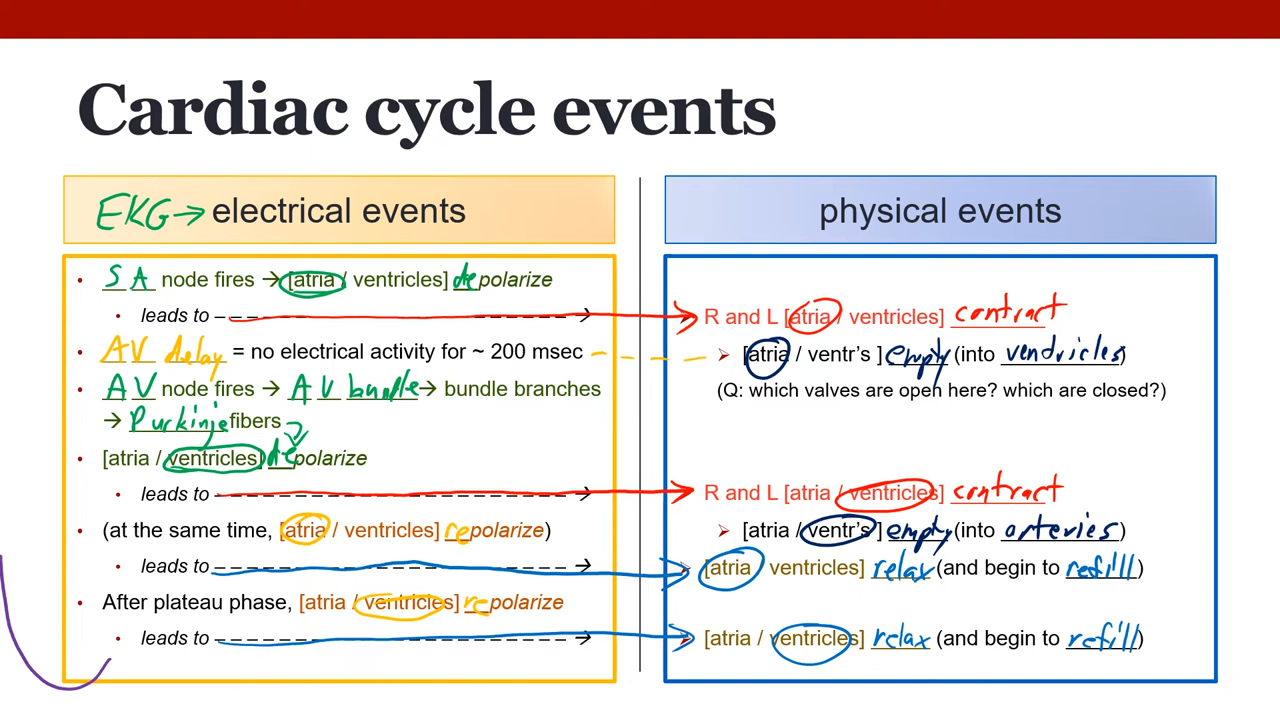 Cardiac cycle events
EKG → electrical events
S A node fires → [atria / ventricles] depolarize
leads to – – – – – – – – – – – – – – – – – – – – – – →
AV delay = no electrical activity for ~ 200 msec
A V node fires → A V bundle → bundle branches
→ Purkinje fibers
[atria / ventricles] depolarize
leads to – – – – – – – – – – – – – – – – – – – – – – →
(at the same time, [atria / ventricles] repolarize)
leads to – – – – – – – – – – – – – – – – – – – – – – →
After plateau phase, [atria / ventricles] repolarize
leads to – – – – – – – – – – – – – – – – – – – – – – →
physical events
R and L [atria / ventricles] contract
[atria / ventr's ] empty (into vendricles)
(Q: which valves are open here? which are closed?)
R and L [atria / ventricles] contract
[atria / ventr's ] empty (into arteries)
[atria / ventricles] relax (and begin to refill)
[atria / ventricles] relax (and begin to refill)